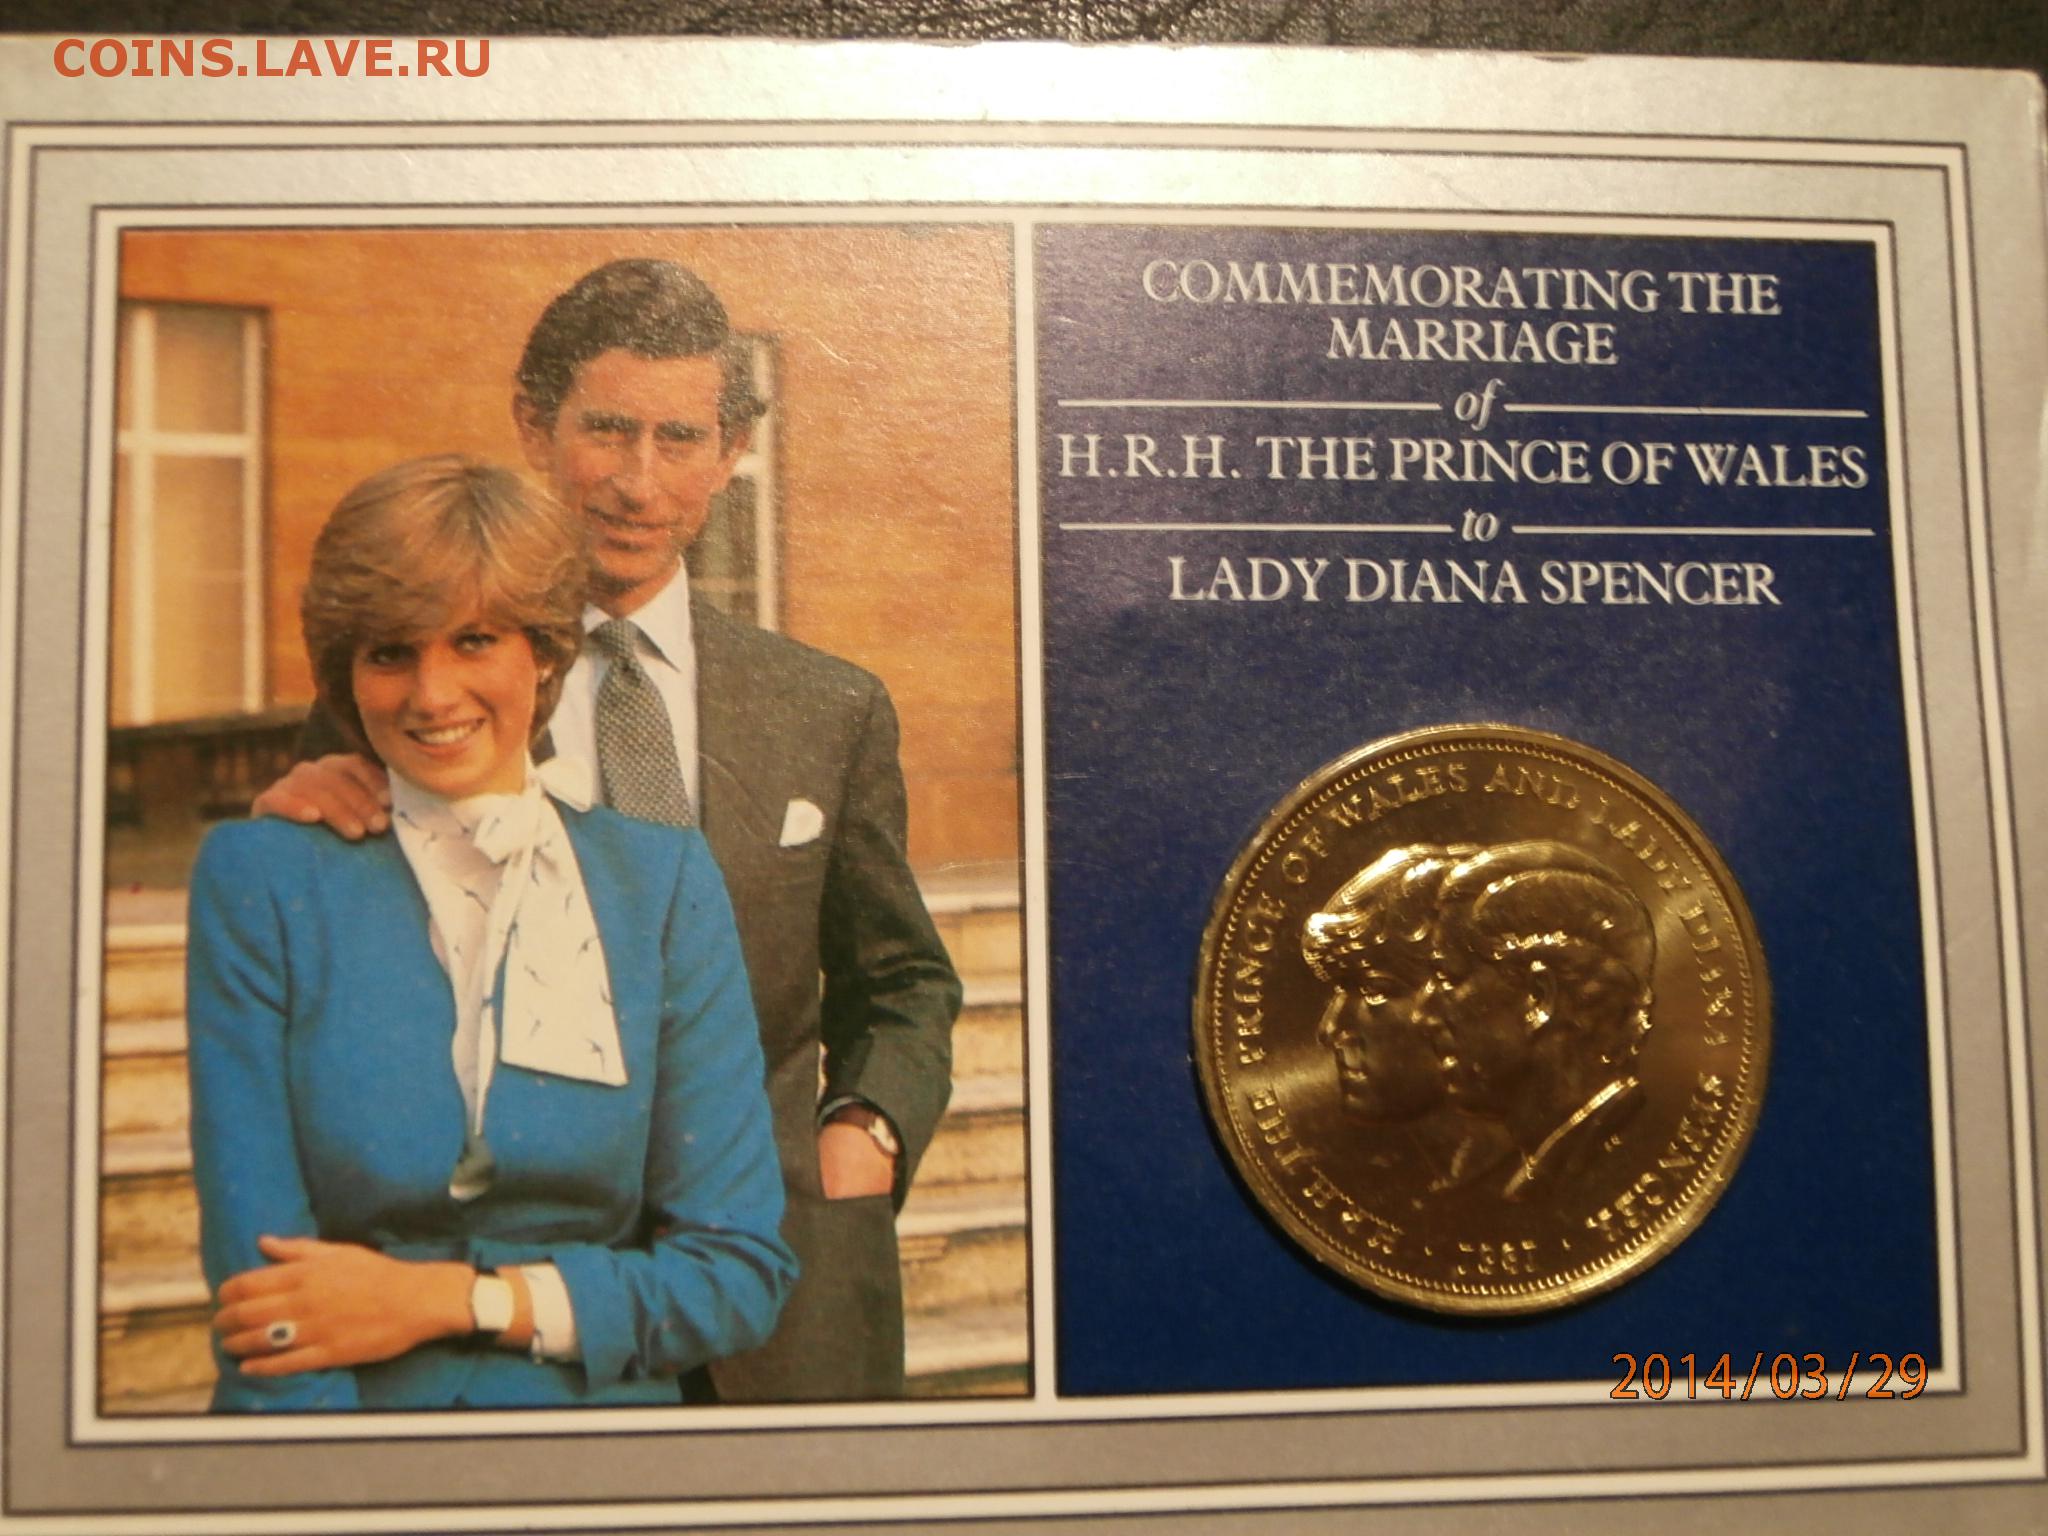 COINS.LAVE.RU
COMMEMORATING THE
MARRIAGE
of
H.R.H. THE PRINCE OF WALES
to
LADY DIANA SPENCER
H.R.H. THE PRINCE OF WALES AND LADY DIANA SPENCER
· 1981 ·
2014/03/29